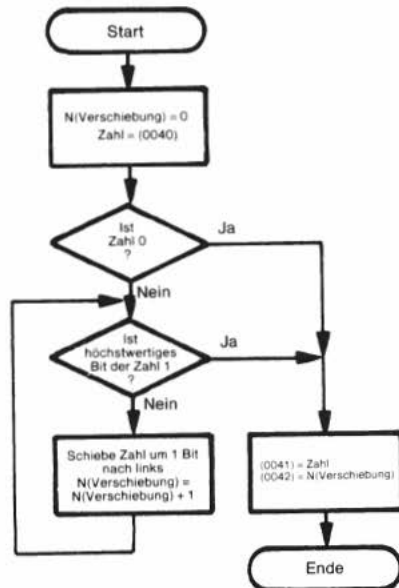 Start
N(Verschiebung) = 0
Zahl = (0040)
Ist
Zahl 0
?
Ja
Nein
Ist
höchstwertiges
Bit der Zahl 1
?
Ja
Nein
Schiebe Zahl um 1 Bit
nach links
N(Verschiebung) =
N(Verschiebung) + 1
(0041) = Zahl
(0042) = N(Verschiebung)
Ende